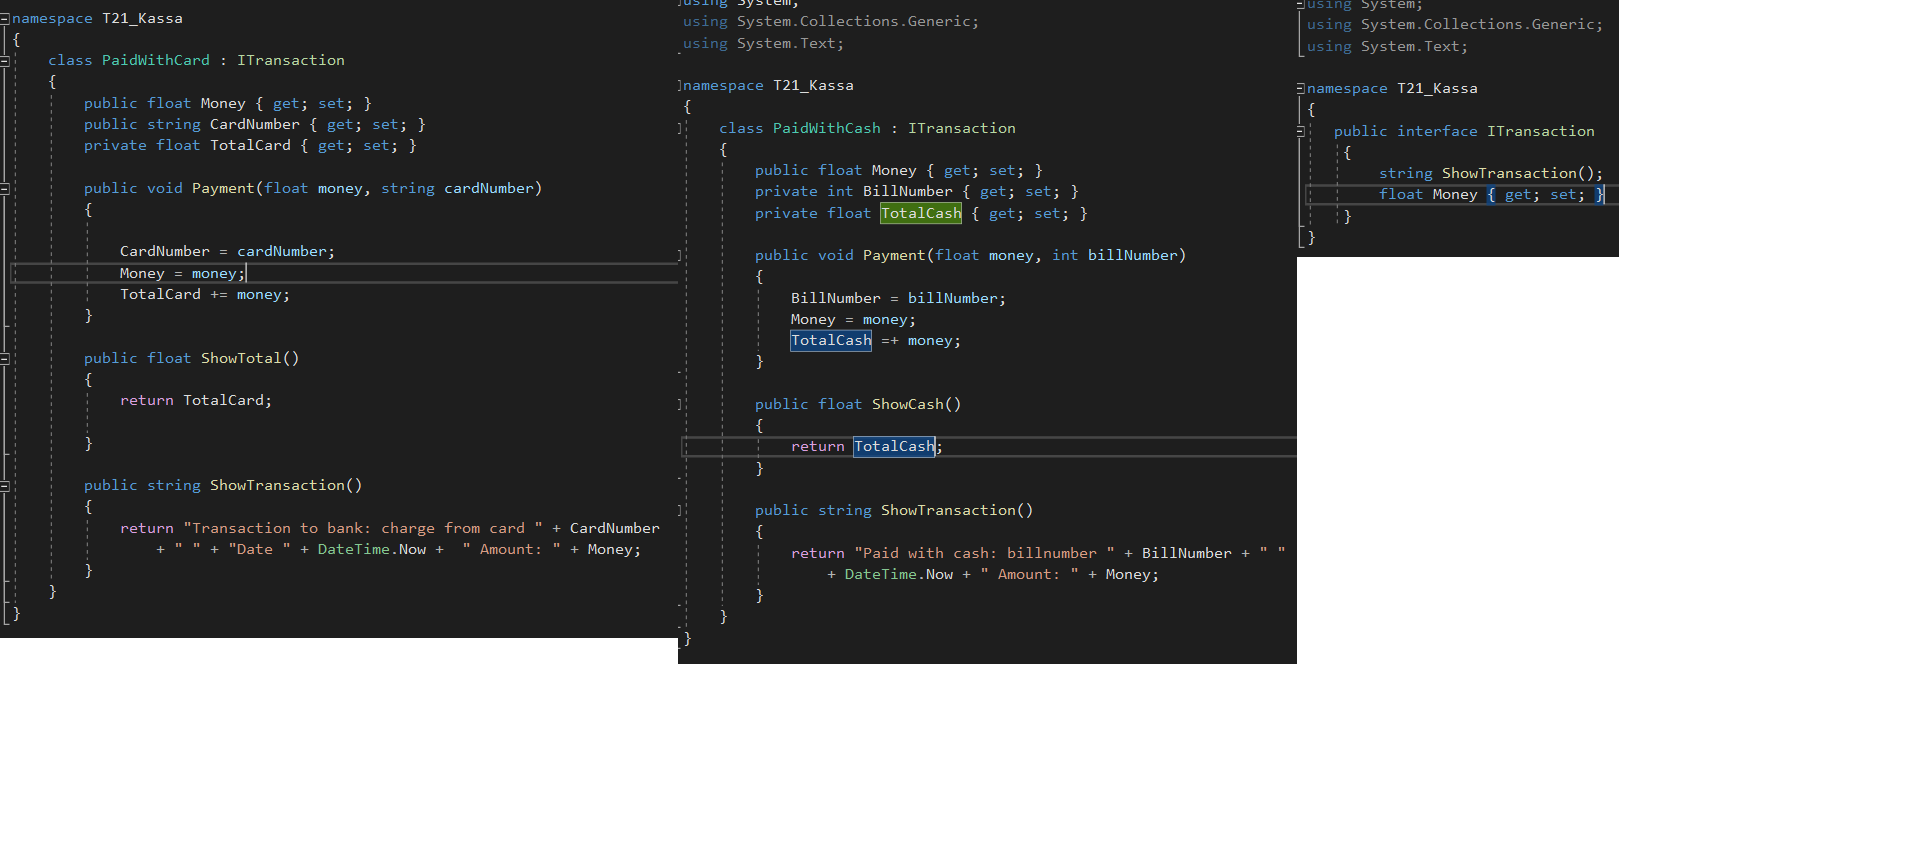 namespace T21_Kassa
{
class PaidWithCard : ITransaction
{
public float Money { get; set; }
public string CardNumber { get; set; }
private float TotalCard { get; set; }
public void Payment(float money, string cardNumber)
{
CardNumber = cardNumber;
Money = money;
TotalCard += money;
}
public float ShowTotal()
{
return TotalCard;
}
public string ShowTransaction()
{
return "Transaction to bank: charge from card " + CardNumber
+ " " + "Date " + DateTime.Now +  " Amount: " + Money;
}
}
}
using System;
using System.Collections.Generic;
using System.Text;
namespace T21_Kassa
{
class PaidWithCash : ITransaction
{
public float Money { get; set; }
private int BillNumber { get; set; }
private float TotalCash { get; set; }
public void Payment(float money, int billNumber)
{
BillNumber = billNumber;
Money = money;
TotalCash =+ money;
}
public float ShowCash()
{
return TotalCash;
}
public string ShowTransaction()
{
return "Paid with cash: billnumber " + BillNumber + " "
+ DateTime.Now + " Amount: " + Money;
}
}
}
using System;
using System.Collections.Generic;
using System.Text;
namespace T21_Kassa
{
public interface ITransaction
{
string ShowTransaction();
float Money { get; set; }
}
}